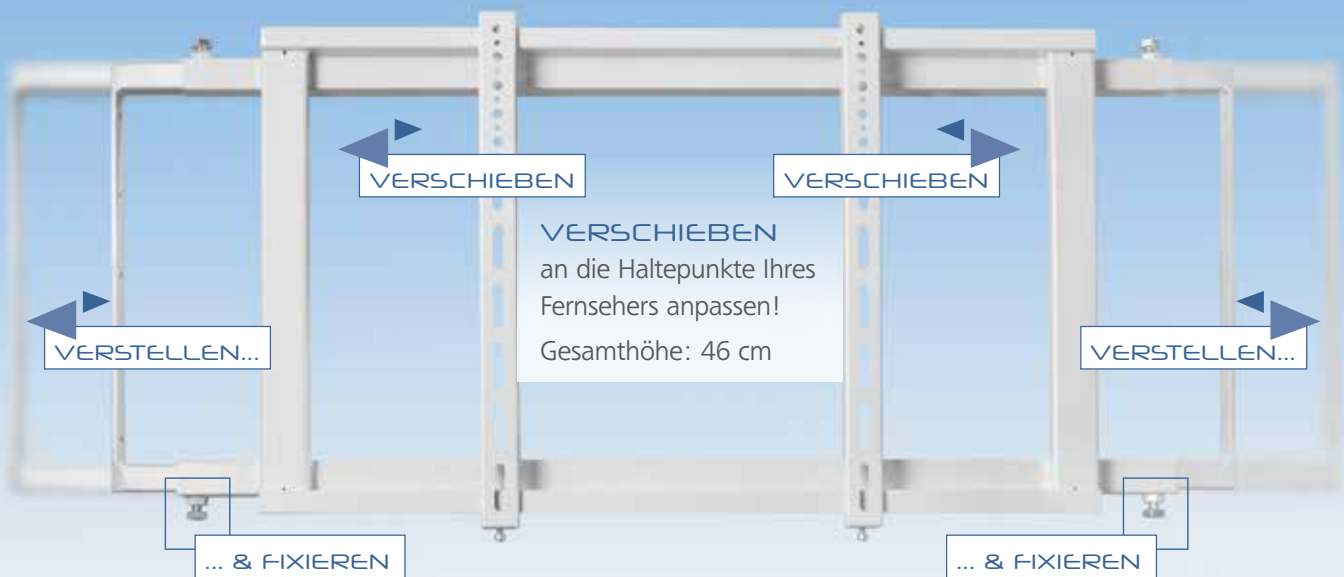 VERSCHIEBEN
VERSCHIEBEN
VERSCHIEBEN
an die Haltepunkte Ihres
Fernsehers anpassen!
Gesamthöhe: 46 cm
VERSTELLEN...
VERSTELLEN...
... & FIXIEREN
... & FIXIEREN